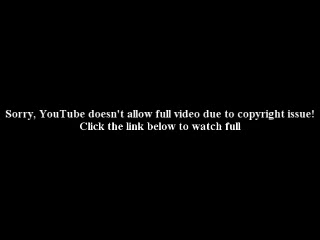 Sorry, YouTube doesn't allow full video due to copyright issue!
Click the link below to watch full